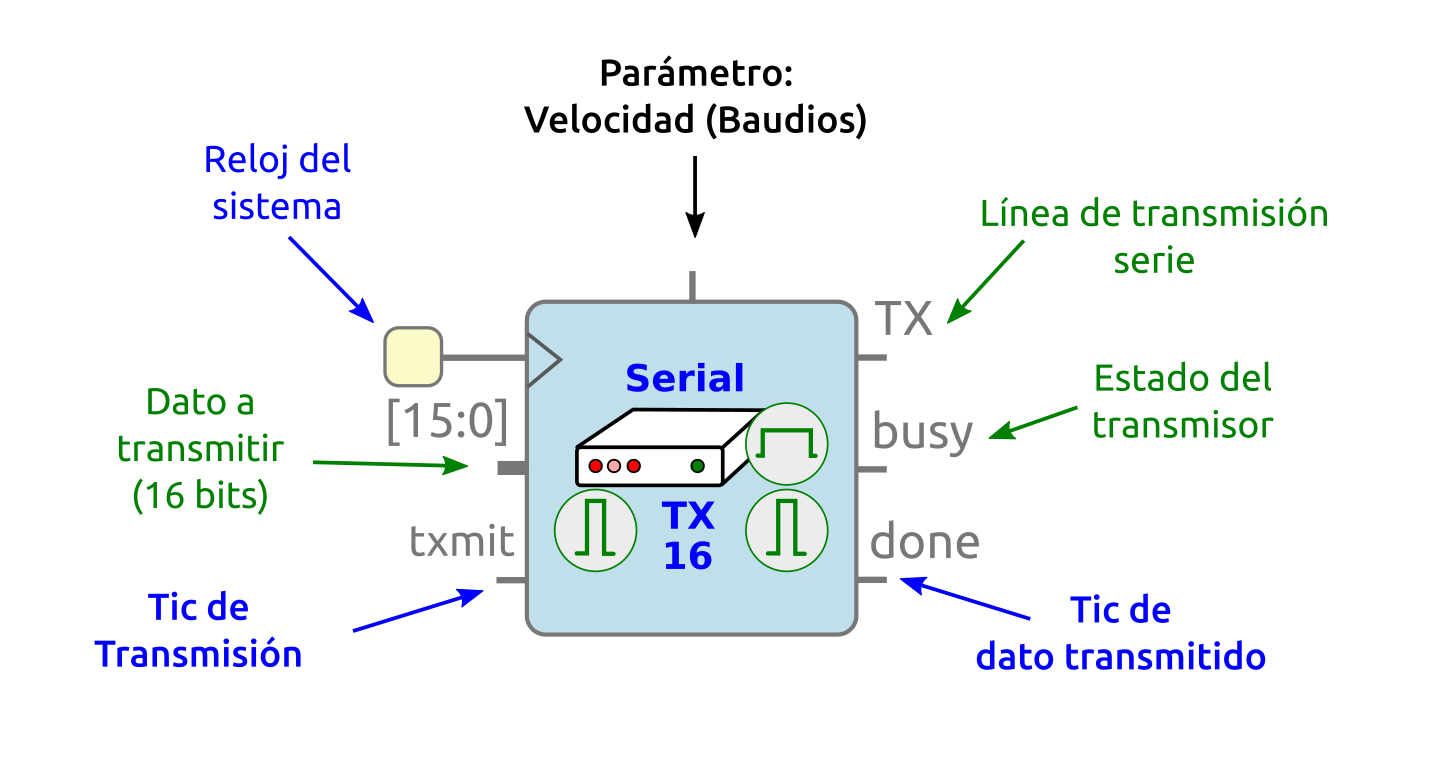 Parámetro:
Velocidad (Baudios)
Reloj del
sistema
Línea de transmisión
serie
TX
Serial
Estado del
transmisor
Dato a
transmitir
(16 bits)
[15:0]
busy
TX
16
txmit
done
Tic de
Transmisión
Tic de
dato transmitido